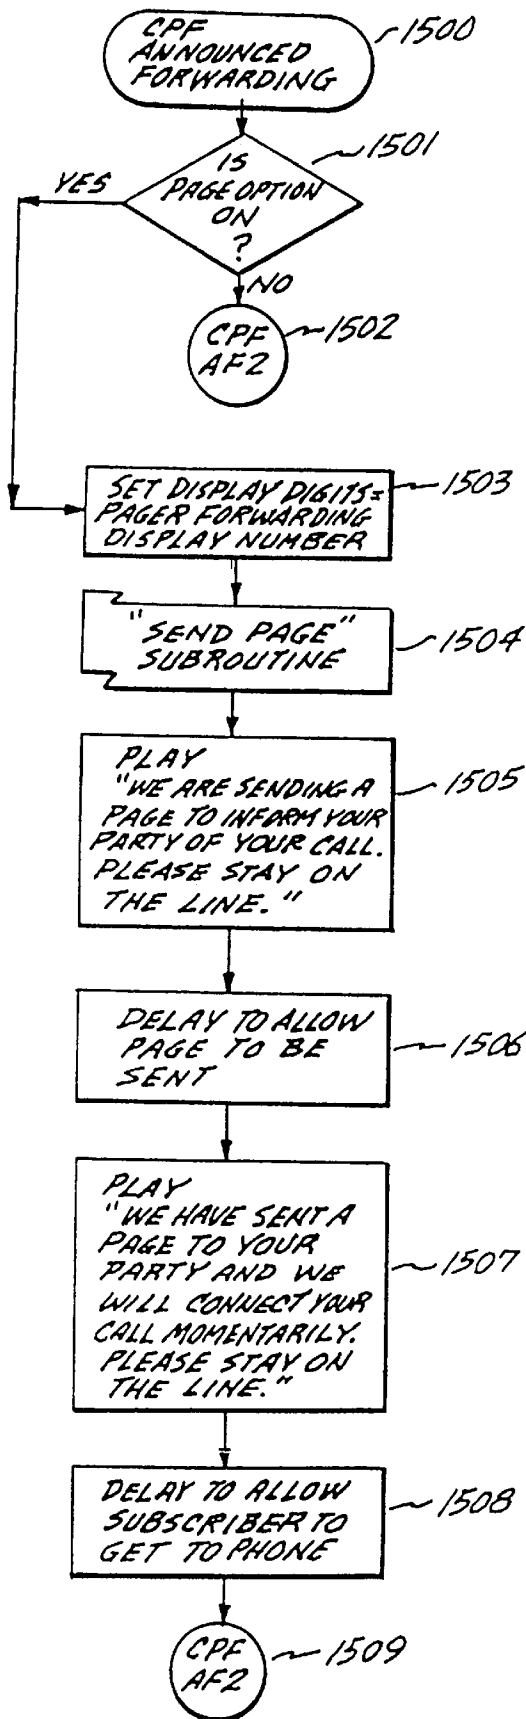 CPF
ANNOUNCED
FORWARDING
1500
IS
PAGE OPTION
ON
?
1501
YES
NO
CPF
AF2
1502
SET DISPLAY DIGITS=
PAGER FORWARDING
DISPLAY NUMBER
1503
"SEND PAGE"
SUBROUTINE
1504
PLAY
"WE ARE SENDING A
PAGE TO INFORM YOUR
PARTY OF YOUR CALL.
PLEASE STAY ON
THE LINE."
1505
DELAY TO ALLOW
PAGE TO BE
SENT
1506
PLAY
"WE HAVE SENT A
PAGE TO YOUR
PARTY AND WE
WILL CONNECT YOUR
CALL MOMENTARILY.
PLEASE STAY ON
THE LINE."
1507
DELAY TO ALLOW
SUBSCRIBER TO
GET TO PHONE
1508
CPF
AF2
1509